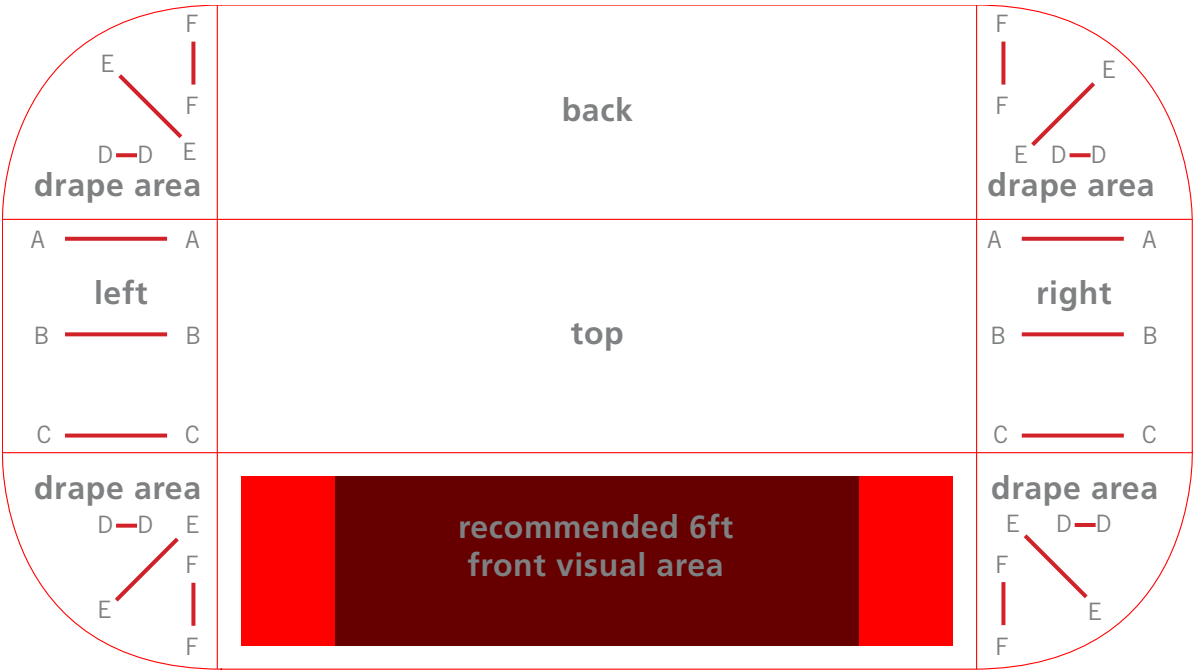 F F
E E
back
F F
D D E E D D
drape area drape area
A A A A
left right
B B top B B
C C C C
drape area drape area
D D E E D D
recommended 6ft
front visual area
F F
E E
F F